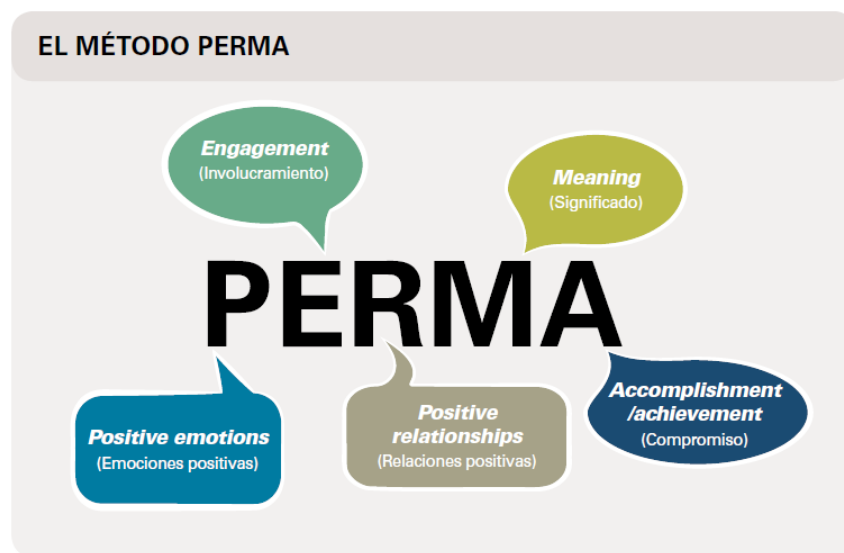 EL MÉTODO PERMA
Engagement
(Involucramiento)
Meaning
(Significado)
PERMA
Positive emotions
(Emociones positivas)
Positive
relationships
(Relaciones positivas)
Accomplishment
/achievement
(Compromiso)